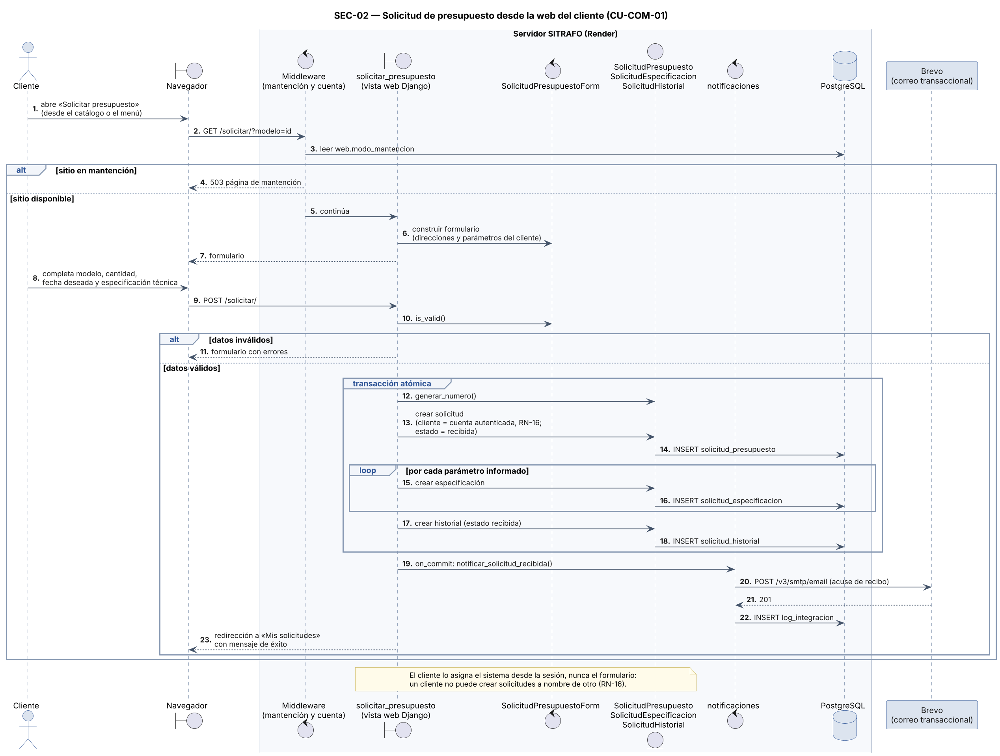 SEC-02 — Solicitud de presupuesto desde la web del cliente (CU-COM-01)
Servidor SITRAFO (Render)
Cliente
Navegador
Middleware
(mantención y cuenta)
solicitar_presupuesto
(vista web Django)
SolicitudPresupuestoForm
SolicitudPresupuesto
SolicitudEspecificacion
SolicitudHistorial
notificaciones
PostgreSQL
Brevo
(correo transaccional)
1. abre «Solicitar presupuesto»
(desde el catálogo o el menú)
2. GET /solicitar/?modelo=id
3. leer web.modo_mantencion
alt [sitio en mantención]
4. 503 página de mantención
[sitio disponible]
5. continúa
6. construir formulario
(direcciones y parámetros del cliente)
7. formulario
8. completa modelo, cantidad,
fecha deseada y especificación técnica
9. POST /solicitar/
10. is_valid()
alt [datos inválidos]
11. formulario con errores
[datos válidos]
transacción atómica
12. generar_numero()
13. crear solicitud
(cliente = cuenta autenticada, RN-16;
estado = recibida)
14. INSERT solicitud_presupuesto
loop [por cada parámetro informado]
15. crear especificación
16. INSERT solicitud_especificacion
17. crear historial (estado recibida)
18. INSERT solicitud_historial
19. on_commit: notificar_solicitud_recibida()
20. POST /v3/smtp/email (acuse de recibo)
21. 201
22. INSERT log_integracion
23. redirección a «Mis solicitudes»
con mensaje de éxito
El cliente lo asigna el sistema desde la sesión, nunca el formulario:
un cliente no puede crear solicitudes a nombre de otro (RN-16).
Cliente
Navegador
Middleware
(mantención y cuenta)
solicitar_presupuesto
(vista web Django)
SolicitudPresupuestoForm
SolicitudPresupuesto
SolicitudEspecificacion
SolicitudHistorial
notificaciones
PostgreSQL
Brevo
(correo transaccional)